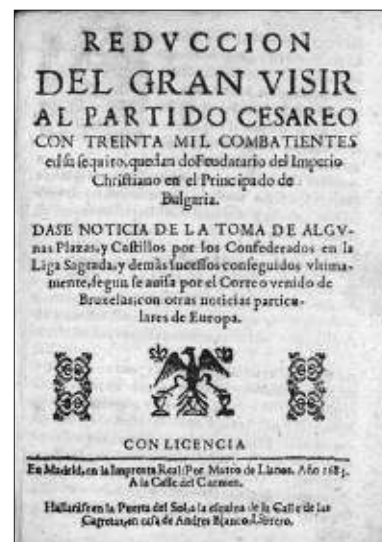 REDVCCION
DEL GRAN VISIR
AL PARTIDO CESAREO
CON TREINTA MIL COMBATIENTES
en su sequito, quedando Feudatario del Imperio
Christiano en el Principado de
Bulgaria.
DASE NOTICIA DE LA TOMA DE ALGV-
nas Plazas, y Castillos por los Confederados en la
Liga Sagrada, y demàs sucessos conseguidos vltima-
mente, segun se avisa por el Correo venido de
Bruxelas; con otras noticias particu-
lares de Europa.
CON LICENCIA
En Madrid, en la Imprenta Real: Por Mateo de Llanos. Año 1685.
A la Calle del Carmen.
Hallaràse en la Puerta del Sol, a la esquina de la Calle de las
Carretas, en casa de Andres Blanco, Librero.